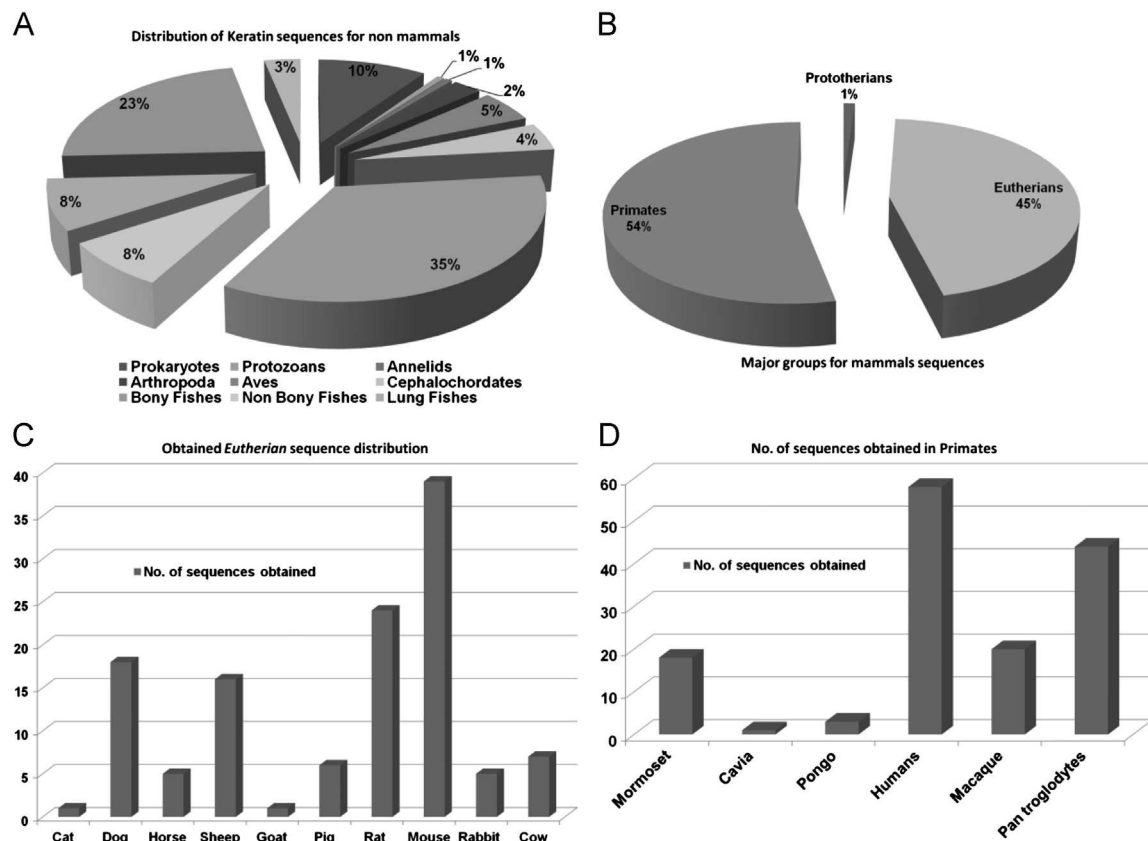 A
Distribution of Keratin sequences for non mammals
3%
10%
1%
1%
2%
5%
4%
23%
8%
8%
35%
Prokaryotes Protozoans Annelids
Arthropoda Aves Cephalochordates
Bony Fishes Non Bony Fishes Lung Fishes
B
Prototherians
1%
Eutherians
45%
Primates
54%
Major groups for mammals sequences
C
Obtained Eutherian sequence distribution
40
35
30
25
20
15
10
5
0
No. of sequences obtained
Cat Dog Horse Sheep Goat Pig Rat Mouse Rabbit Cow
D
No. of sequences obtained in Primates
60
50
40
30
20
10
0
No. of sequences obtained
Mormoset
Cavia
Pongo
Humans
Macaque
Pan troglodytes